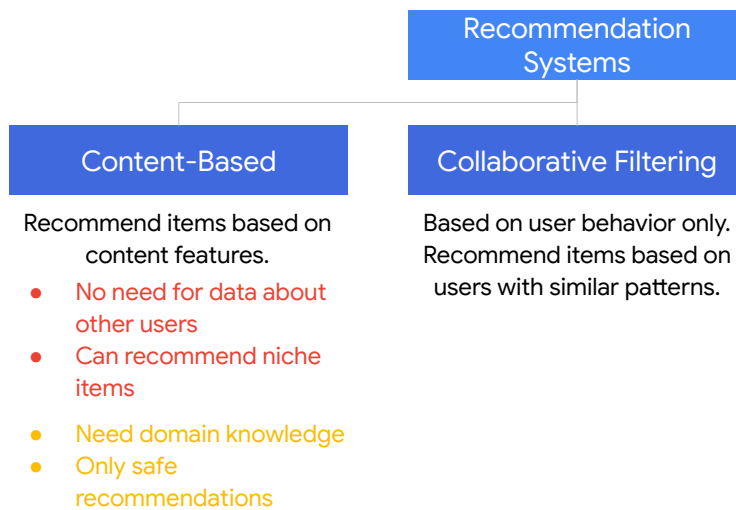 Recommendation
Systems
Content-Based
Collaborative Filtering
Recommend items based on
content features.
● No need for data about
other users
● Can recommend niche
items
● Need domain knowledge
● Only safe
recommendations
Based on user behavior only.
Recommend items based on
users with similar patterns.